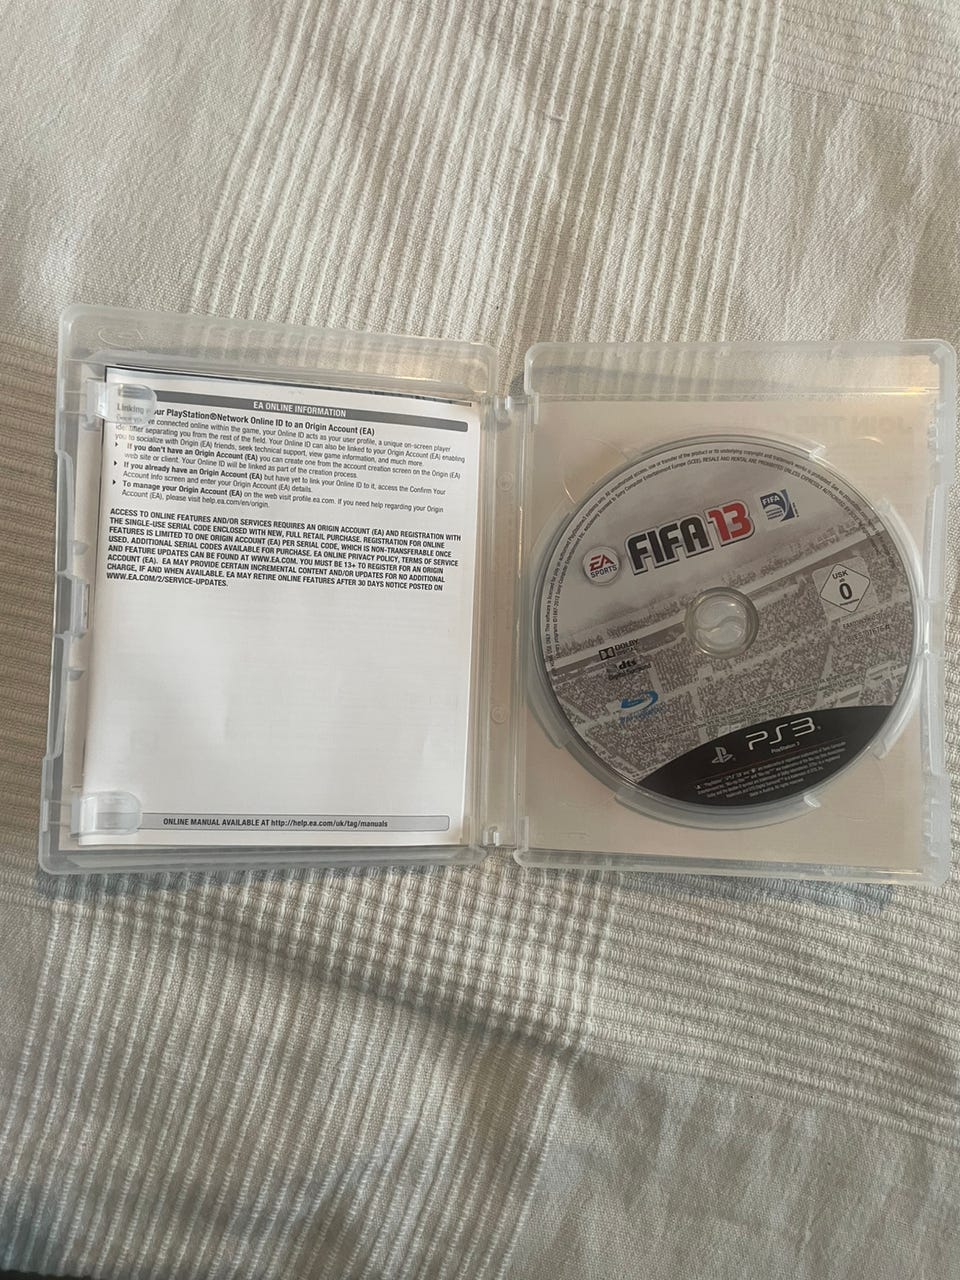 EA ONLINE INFORMATION
Linking your PlayStation®Network Online ID to an Origin Account (EA)
connected online within the game, your Online ID acts as your user profile, a unique on-screen player
identifier separating you from the rest of the field. Your Online ID can also be linked to your Origin Account (EA) enabling
you to socialize with Origin (EA) friends, seek technical support, view game information, and much more.
If you don't have an Origin Account (EA) you can create one from the account creation screen on the Origin (EA)
web site or client. Your Online ID will be linked as part of the creation process.
If you already have an Origin Account (EA) but have yet to link your Online ID to it, access the Confirm Your
Account Info screen and enter your Origin Account (EA) details.
To manage your Origin Account (EA) on the web visit profile.ea.com. If you need help regarding your Origin
Account (EA), please visit help.ea.com/en/origin.
ACCESS TO ONLINE FEATURES AND/OR SERVICES REQUIRES AN ORIGIN ACCOUNT (EA) AND REGISTRATION WITH
THE SINGLE-USE SERIAL CODE ENCLOSED WITH NEW, FULL RETAIL PURCHASE. REGISTRATION FOR ONLINE
FEATURES IS LIMITED TO ONE ORIGIN ACCOUNT (EA) PER SERIAL CODE, WHICH IS NON-TRANSFERABLE ONCE
USED. ADDITIONAL SERIAL CODES AVAILABLE FOR PURCHASE. EA ONLINE PRIVACY POLICY, TERMS OF SERVICE
AND FEATURE UPDATES CAN BE FOUND AT WWW.EA.COM. YOU MUST BE 13+ TO REGISTER FOR AN ORIGIN
ACCOUNT (EA). EA MAY PROVIDE CERTAIN INCREMENTAL CONTENT AND/OR UPDATES FOR NO ADDITIONAL
CHARGE, IF AND WHEN AVAILABLE. EA MAY RETIRE ONLINE FEATURES AFTER 30 DAYS NOTICE POSTED ON
WWW.EA.COM/2/SERVICE-UPDATES.
ONLINE MANUAL AVAILABLE AT http://help.ea.com/uk/tag/manuals
EA
SPORTS
FIFA 13
FIFA
USK
ab
0
DOLBY
DIGITAL
dts
Digital Surround
PS3
PlayStation 3